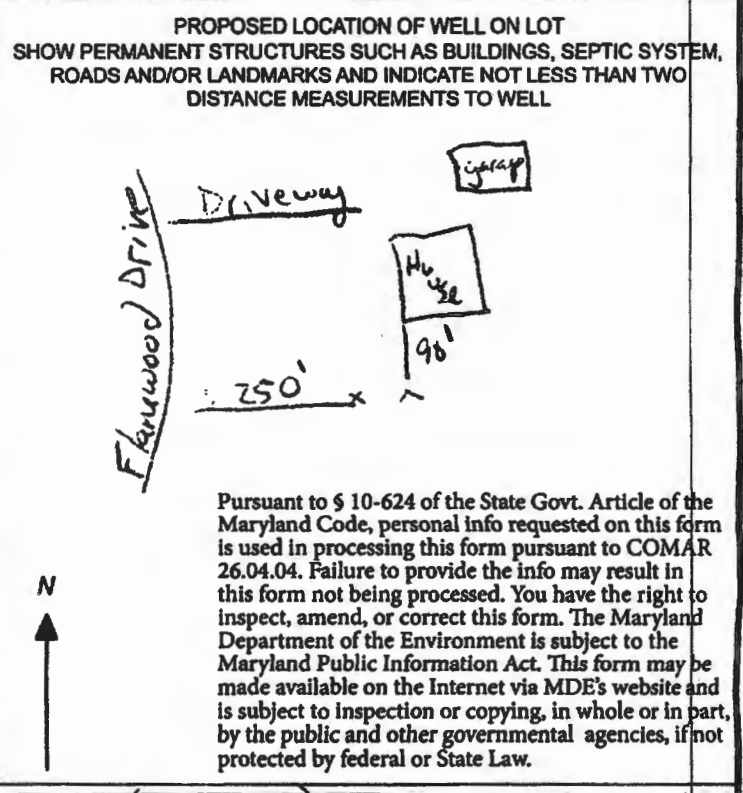 PROPOSED LOCATION OF WELL ON LOT
SHOW PERMANENT STRUCTURES SUCH AS BUILDINGS, SEPTIC SYSTEM,
ROADS AND/OR LANDMARKS AND INDICATE NOT LESS THAN TWO
DISTANCE MEASUREMENTS TO WELL
Driveway
House
Drive
250'
N
Pursuant to § 10-624 of the State Govt. Article of the
Maryland Code, personal info requested on this form
is used in processing this form pursuant to COMAR
26.04.04. Failure to provide the info may result in
this form not being processed. You have the right to
inspect, amend, or correct this form. The Maryland
Department of the Environment is subject to the
Maryland Public Information Act. This form may be
made available on the Internet via MDE's website and
is subject to inspection or copying, in whole or in part,
by the public and other governmental agencies, if not
protected by federal or State Law.